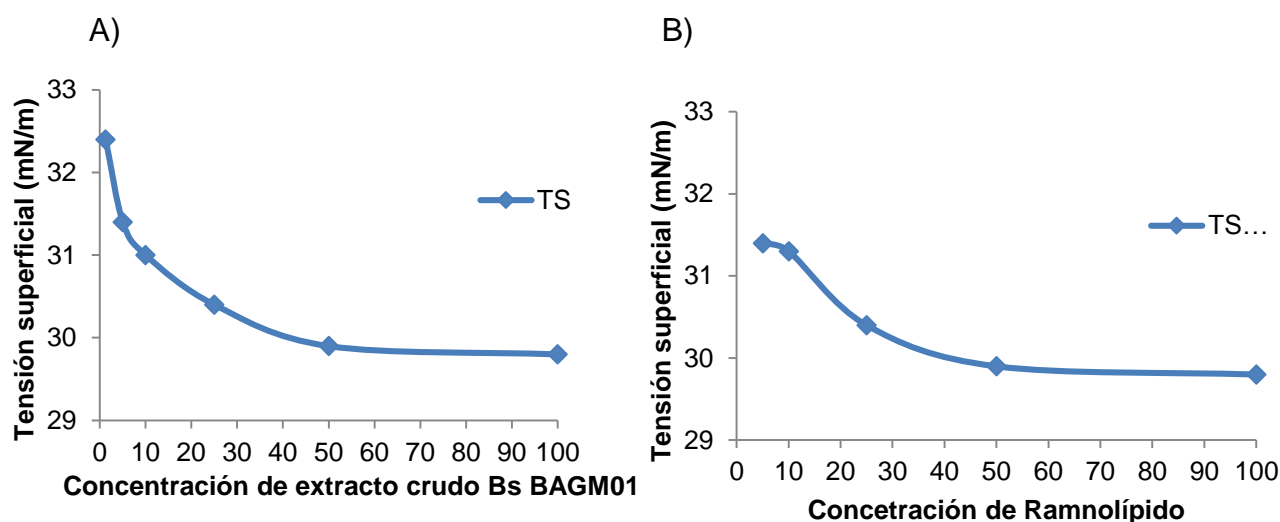 A)
Tensión superficial (mN/m)
33
32
31
30
29
0 10 20 30 40 50 60 70 80 90 100
TS
Concentración de extracto crudo Bs BAGM01
B)
Tensión superficial (mN/m)
33
32
31
30
29
0 10 20 30 40 50 60 70 80 90 100
TS…
Concetración de Ramnolípido